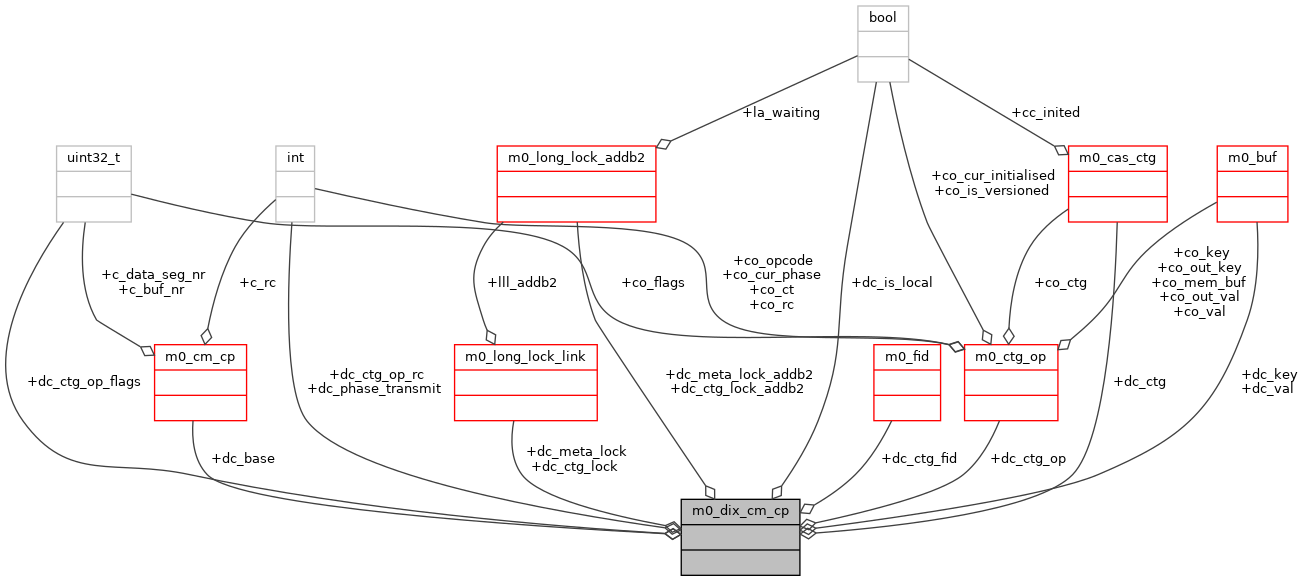 bool
+la_waiting
+cc_inited
uint32_t
int
m0_long_lock_addb2
m0_cas_ctg
m0_buf
+co_cur_initialised
+co_is_versioned
+c_data_seg_nr
+c_buf_nr
+c_rc
+lll_addb2
+co_flags
+co_opcode
+co_cur_phase
+co_ct
+co_rc
+dc_is_local
+co_ctg
+co_key
+co_out_key
+co_mem_buf
+co_out_val
+co_val
m0_cm_cp
m0_long_lock_link
m0_fid
m0_ctg_op
+dc_ctg_op_flags
+dc_ctg_op_rc
+dc_phase_transmit
+dc_meta_lock_addb2
+dc_ctg_lock_addb2
+dc_ctg
+dc_key
+dc_val
+dc_base
+dc_meta_lock
+dc_ctg_lock
+dc_ctg_fid
+dc_ctg_op
m0_dix_cm_cp